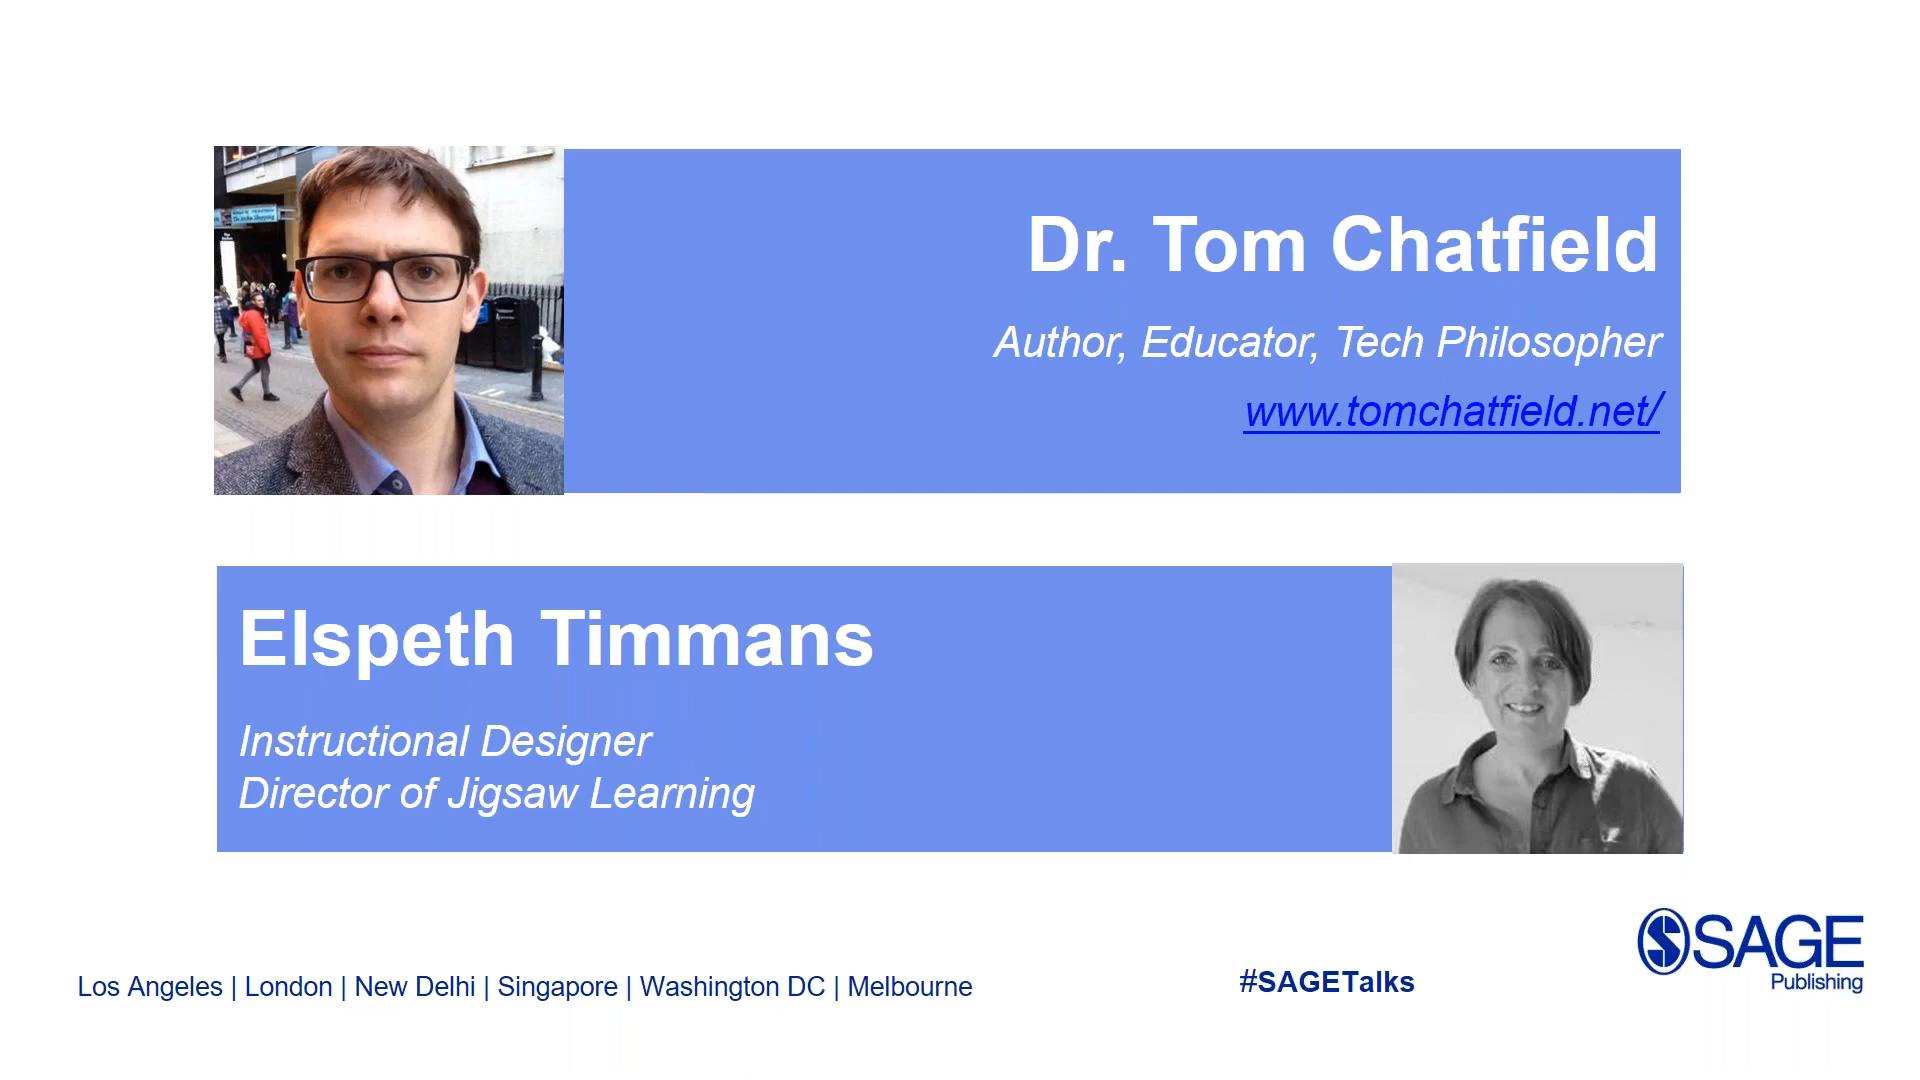 Dr. Tom Chatfield
Author, Educator, Tech Philosopher
www.tomchatfield.net/
Elspeth Timmans
Instructional Designer
Director of Jigsaw Learning
Los Angeles | London | New Delhi | Singapore | Washington DC | Melbourne
#SAGETalks
SAGE
Publishing